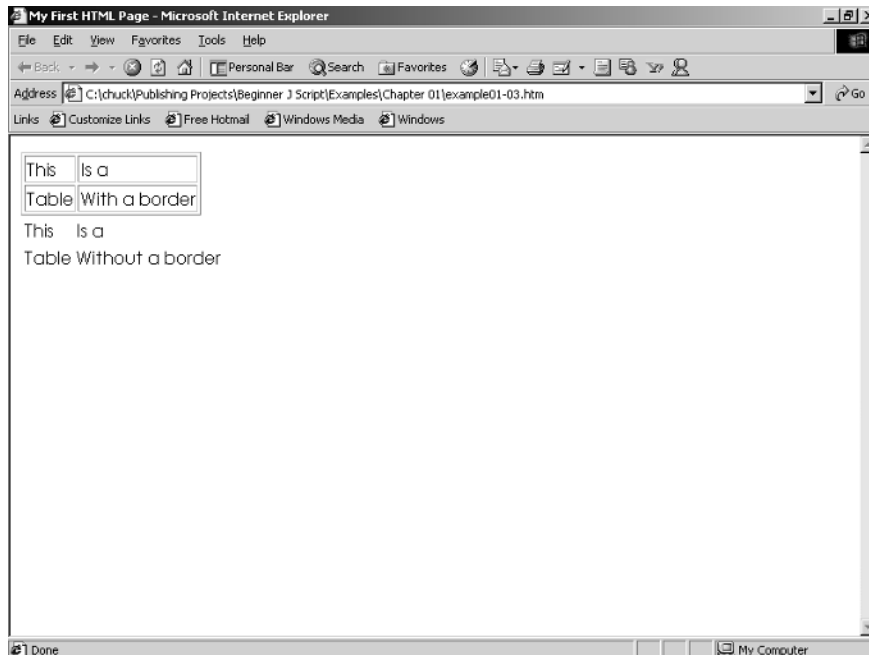 My First HTML Page - Microsoft Internet Explorer
File Edit View Favorites Tools Help
Back Personal Bar Search Favorites
Address C:\chuck\Publishing Projects\Beginner J Script\Examples\Chapter 01\example01-03.htm Go
Links Customize Links Free Hotmail Windows Media Windows
This Is a
Table With a border
This Is a
Table Without a border
Done My Computer